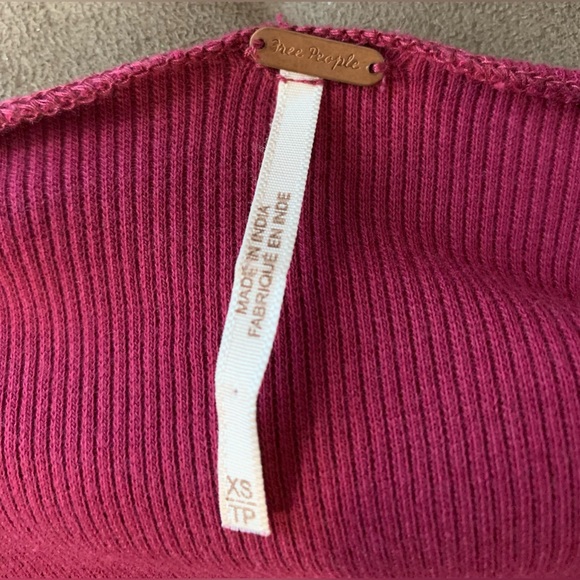 Free People
MADE IN INDIA
FABRIQUÉ EN INDE
XS
TP